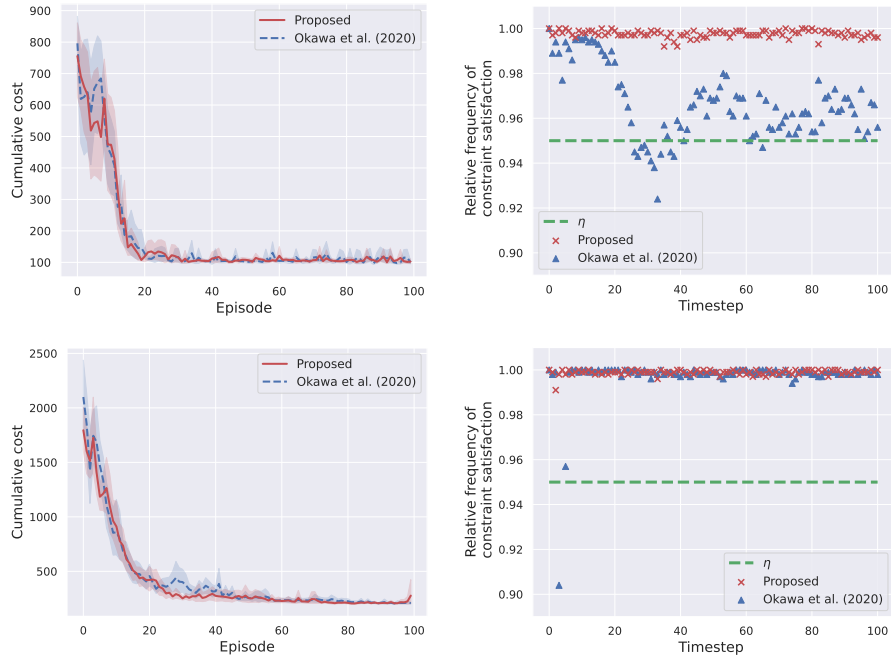 900
800
700
600
500
400
300
200
100
Cumulative cost
Proposed
Okawa et al. (2020)
0
20
40
60
80
100
Episode
1.00
0.98
0.96
0.94
0.92
0.90
Relative frequency of
constraint satisfaction
η
Proposed
Okawa et al. (2020)
0
20
40
60
80
100
Timestep
2500
2000
1500
1000
500
Cumulative cost
Proposed
Okawa et al. (2020)
0
20
40
60
80
100
Episode
1.00
0.98
0.96
0.94
0.92
0.90
Relative frequency of
constraint satisfaction
η
Proposed
Okawa et al. (2020)
0
20
40
60
80
100
Timestep